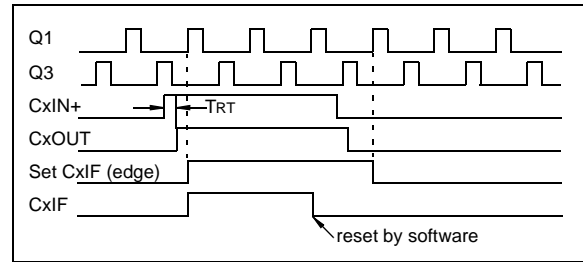 Q1
Q3
CxIN+
TRT
CxOUT
Set CxIF (edge)
CxIF
reset by software